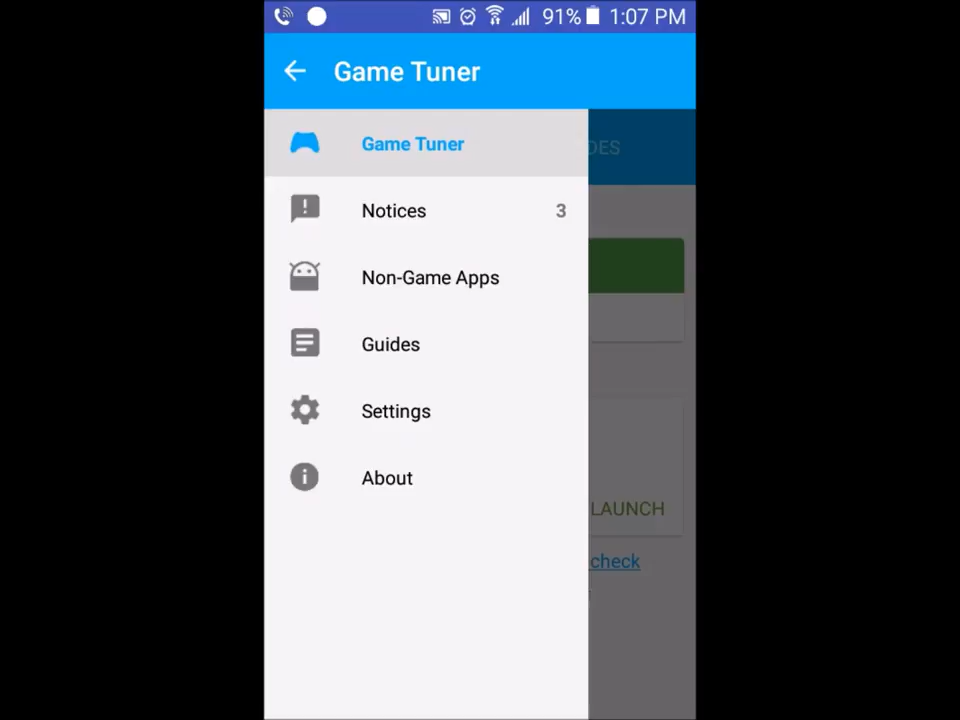 91% 1:07 PM
Game Tuner
Game Tuner
Notices 3
Non-Game Apps
Guides
Settings
About
LAUNCH
check